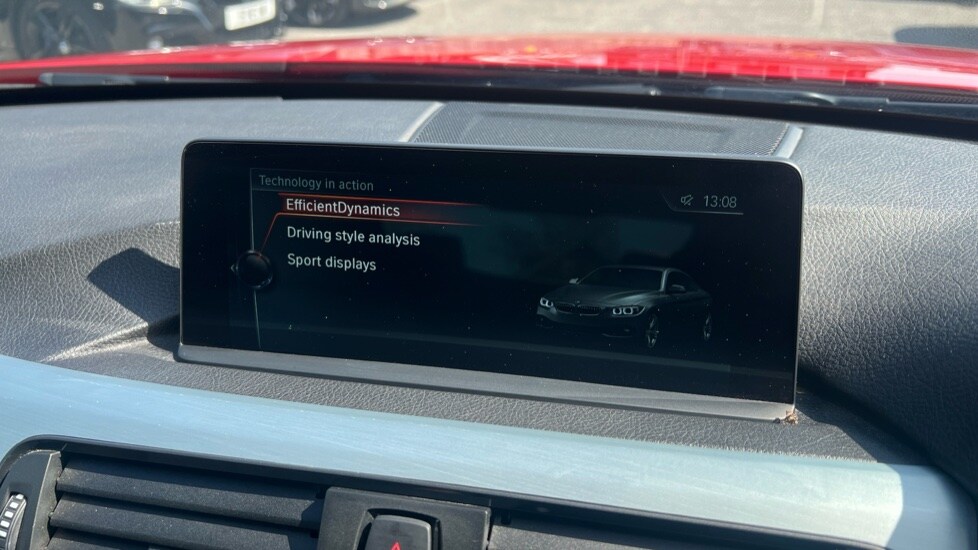 Technology in action
13:08
EfficientDynamics
Driving style analysis
Sport displays